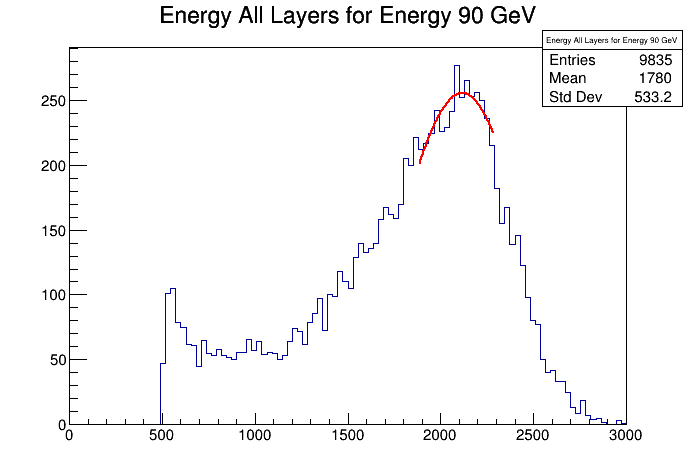 Energy All Layers for Energy 90 GeV
Energy All Layers for Energy 90 GeV
Entries 9835
Mean 1780
Std Dev 533.2
250
200
150
100
50
0
0 500 1000 1500 2000 2500 3000